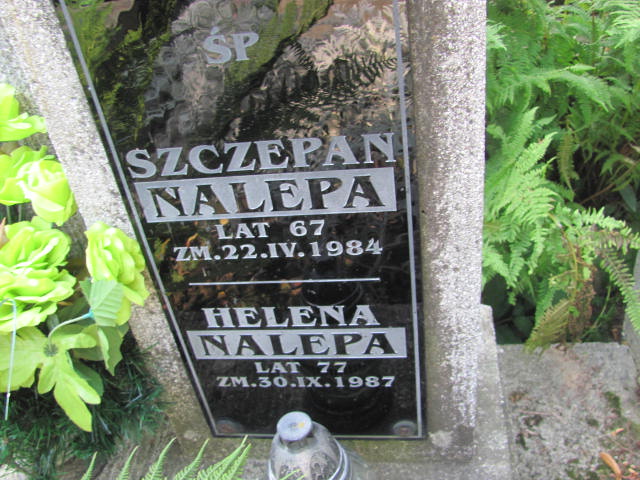 ŚP
SZCZEPAN
NALEPA
LAT 67
ZM.22.IV.1984
HELENA
NALEPA
LAT 77
ZM.30.IX.1987